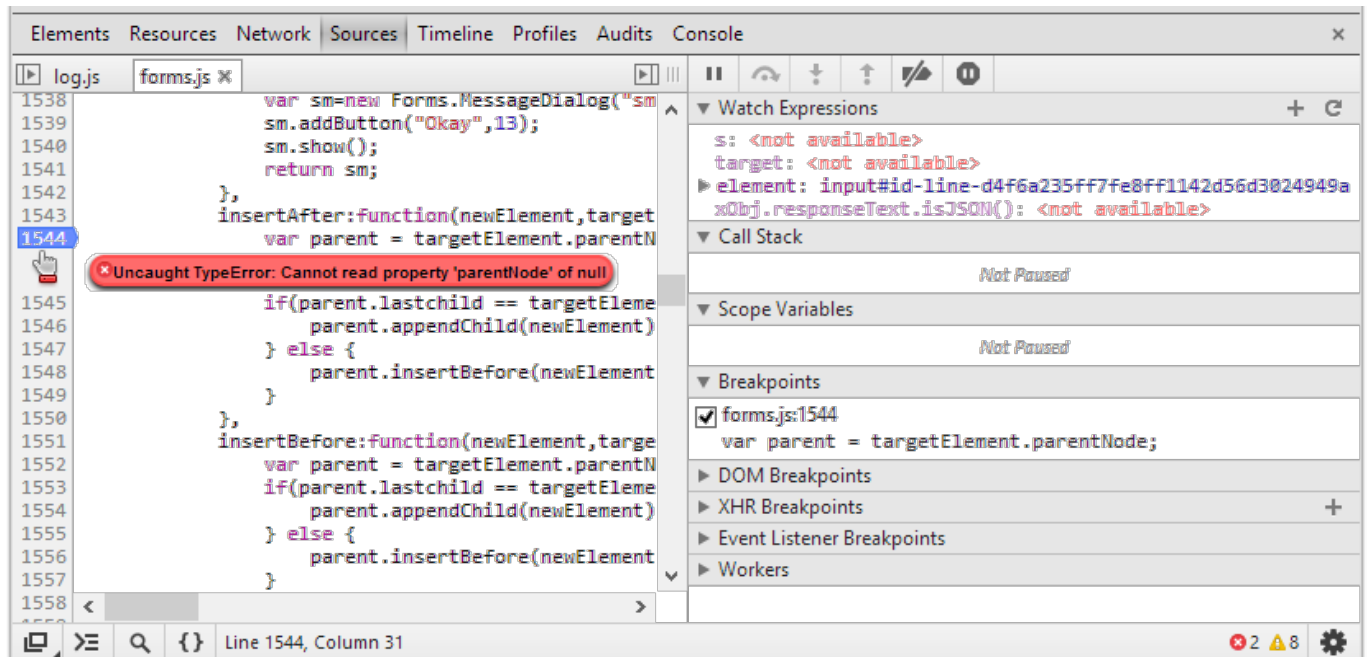 Elements Resources Network Sources Timeline Profiles Audits Console ×
log.js forms.js ×
1538 var sm=new Forms.MessageDialog("sm
1539 sm.addButton("Okay",13);
1540 sm.show();
1541 return sm;
1542 },
1543 insertAfter:function(newElement,target
1544 var parent = targetElement.parentN
Uncaught TypeError: Cannot read property 'parentNode' of null
1545 if(parent.lastchild == targetEleme
1546 parent.appendChild(newElement)
1547 } else {
1548 parent.insertBefore(newElement
1549 }
1550 },
1551 insertBefore:function(newElement,targe
1552 var parent = targetElement.parentN
1553 if(parent.lastchild == targetEleme
1554 parent.appendChild(newElement)
1555 } else {
1556 parent.insertBefore(newElement
1557 }
1558
Watch Expressions
s: <not available>
target: <not available>
element: input#id-line-d4f6a235ff7fe8ff1142d56d3024949a
xObj.responseText.isJSON(): <not available>
Call Stack
Not Paused
Scope Variables
Not Paused
Breakpoints
forms.js:1544
var parent = targetElement.parentNode;
DOM Breakpoints
XHR Breakpoints
Event Listener Breakpoints
Workers
{ } Line 1544, Column 31 2 8